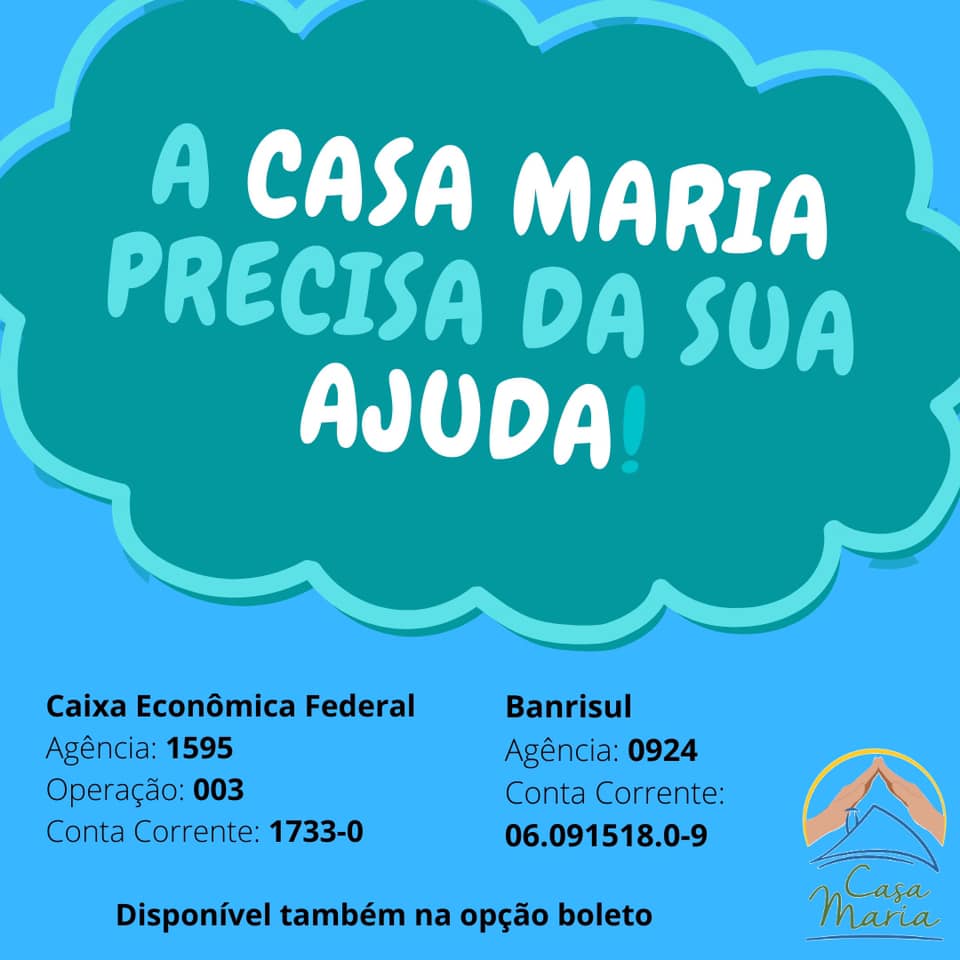 A CASA MARIA
PRECISA DA SUA
AJUDA!
Caixa Econômica Federal
Agência: 1595
Operação: 003
Conta Corrente: 1733-0
Banrisul
Agência: 0924
Conta Corrente:
06.091518.0-9
Disponível também na opção boleto
Casa
Maria